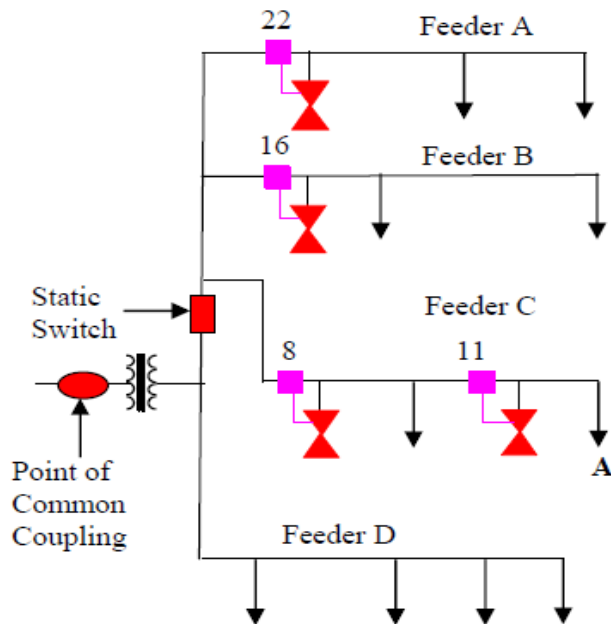 22
Feeder A
16
Feeder B
Static
Switch
Feeder C
8
11
A
Point of
Common
Coupling
Feeder D